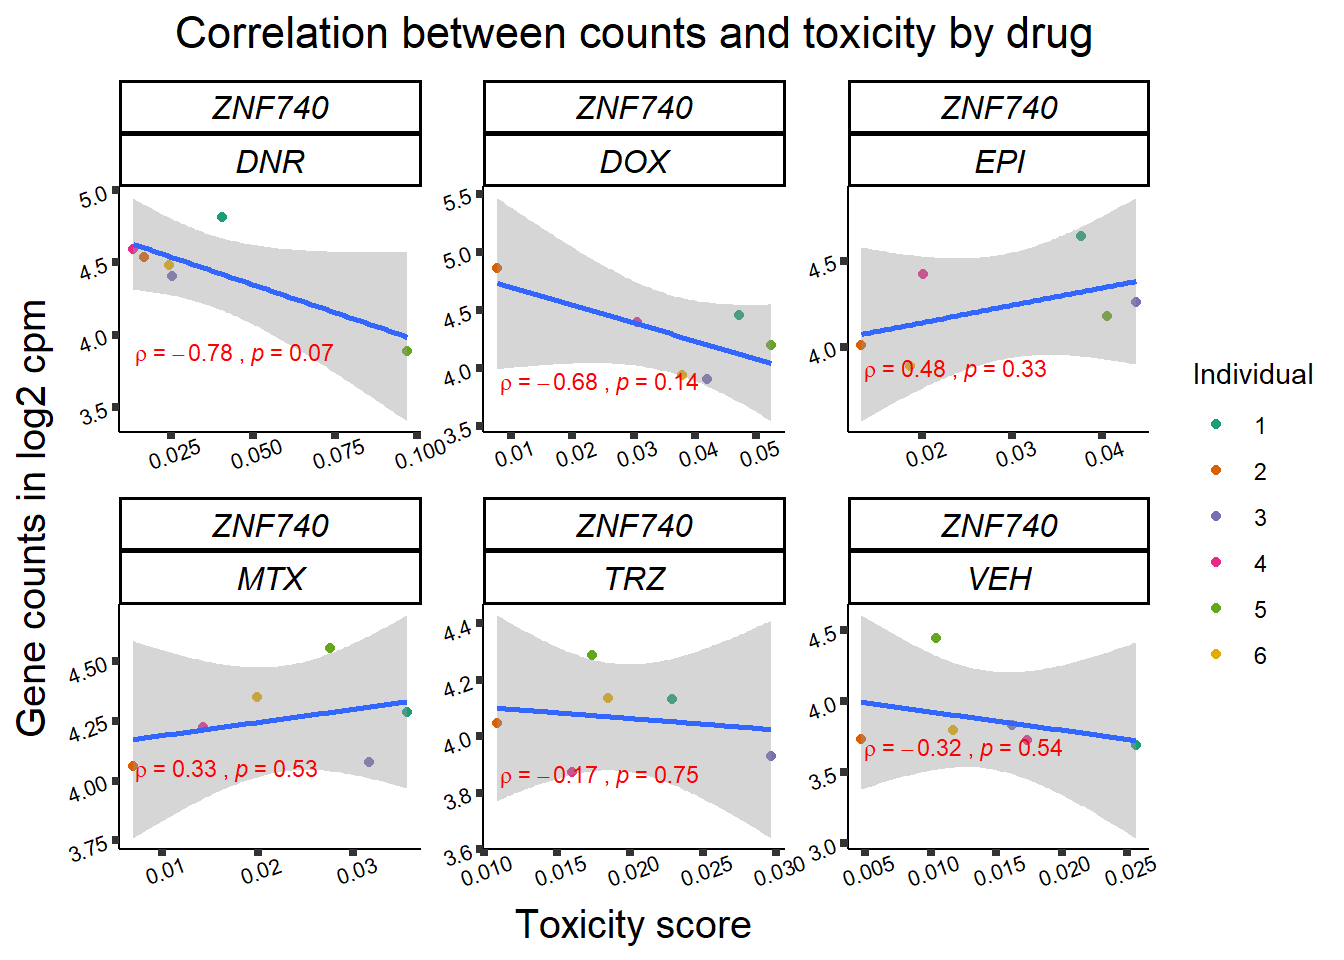 Correlation between counts and toxicity by drug
Gene counts in log2 cpm
ZNF740
DNR
5.0
4.5
4.0
3.5
ρ = −0.78 , p = 0.07
0.025 0.050 0.075 0.100
ZNF740
DOX
5.5
5.0
4.5
4.0
3.5
ρ = −0.68 , p = 0.14
0.01 0.02 0.03 0.04 0.05
ZNF740
EPI
4.5
4.0
ρ = 0.48 , p = 0.33
0.02 0.03 0.04
ZNF740
MTX
4.50
4.25
4.00
3.75
ρ = 0.33 , p = 0.53
0.01 0.02 0.03
ZNF740
TRZ
4.4
4.2
4.0
3.8
3.6
ρ = −0.17 , p = 0.75
0.010 0.015 0.020 0.025 0.030
ZNF740
VEH
4.5
4.0
3.5
3.0
ρ = −0.32 , p = 0.54
0.005 0.010 0.015 0.020 0.025
Toxicity score
Individual
1
2
3
4
5
6